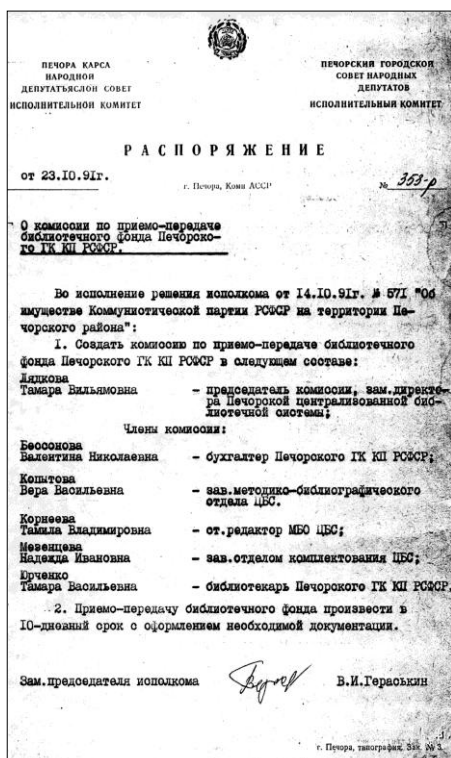 ПЕЧОРА КАРСА
НАРОДНОЙ
ДЕПУТАТЪЯСЛӦН СОВЕТ
ИСПОЛНИТЕЛЬНОЙ КОМИТЕТ
ПЕЧОРСКИЙ ГОРОДСКОЙ
СОВЕТ НАРОДНЫХ
ДЕПУТАТОВ
ИСПОЛНИТЕЛЬНЫЙ КОМИТЕТ
РАСПОРЯЖЕНИЕ
от 23.10.91г.
г. Печора, Коми АССР
№ 353-р
О комиссии по приемо-передаче
библиотечного фонда Печорско-
го ГК КП РСФСР.
Во исполнение решения исполкома от 14.10.91г. № 571 "Об
имуществе Коммунистической партии РСФСР на территории Пе-
чорского района":
1. Создать комиссию по приемо-передаче библиотечного
фонда Печорского ГК КП РСФСР в следующем составе:
Лядкова
Тамара Вильямовна - председатель комиссии, зам.директо-
ра Печорской централизованной биб-
лиотечной системы;
Члены комиссии:
Бессонова
Валентина Николаевна - бухгалтер Печорского ГК КП РСФСР;
Копытова
Вера Васильевна - зав.методико-библиографического
отдела ЦБС.
Корнеева
Тамила Владимировна - ст.редактор МБО ЦБС;
Мезенцева
Надежда Ивановна - зав.отделом комплектования ЦБС;
Юрченко
Тамара Васильевна - библиотекарь Печорского ГК КП РСФСР.
2. Приемо-передачу библиотечного фонда произвести в
10-дневный срок с оформлением необходимой документации.
Зам.председателя исполкома В.И.Гераськин
г. Печора, типография, Зак. № 3.